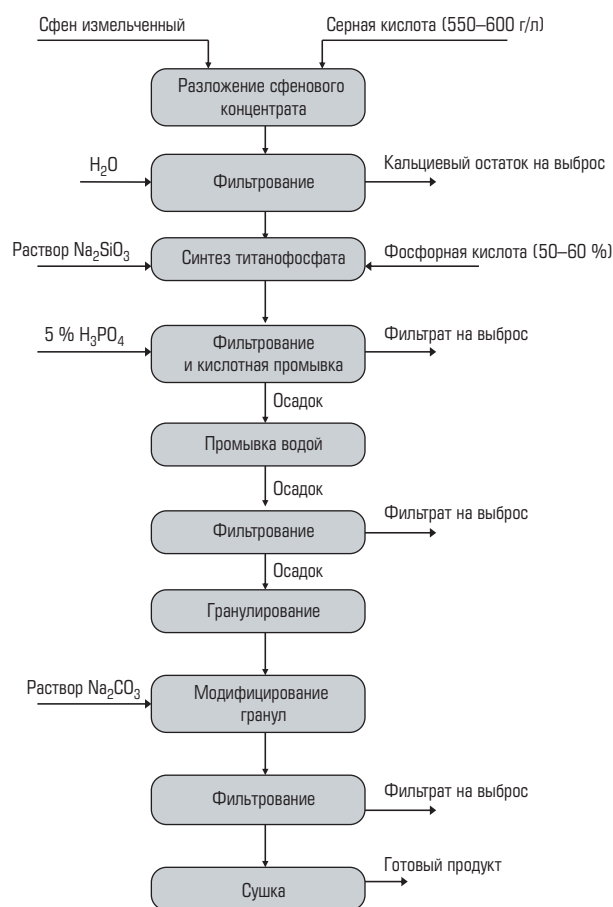 Сфен измельченный
Серная кислота (550–600 г/л)
Разложение сфенового
концентрата
H₂O
Фильтрование
Кальциевый остаток на выброс
Раствор Na₂SiO₃
Синтез титанофосфата
Фосфорная кислота (50–60 %)
5 % H₃PO₄
Фильтрование
и кислотная промывка
Фильтрат на выброс
Осадок
Промывка водой
Осадок
Фильтрование
Фильтрат на выброс
Осадок
Гранулирование
Раствор Na₂CO₃
Модифицирование
гранул
Фильтрование
Фильтрат на выброс
Сушка
Готовый продукт